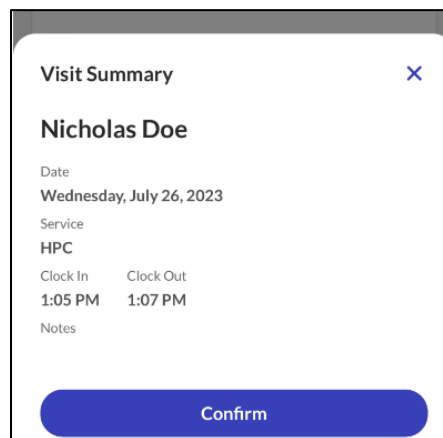 Visit Summary
Nicholas Doe
Date
Wednesday, July 26, 2023
Service
HPC
Clock In Clock Out
1:05 PM 1:07 PM
Notes
Confirm